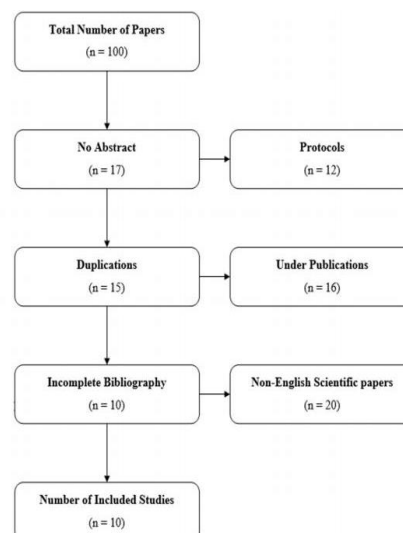 Total Number of Papers
(n = 100)
No Abstract
(n = 17)
Protocols
(n = 12)
Duplications
(n = 15)
Under Publications
(n = 16)
Incomplete Bibliography
(n = 10)
Non-English Scientific papers
(n = 20)
Number of Included Studies
(n = 10)